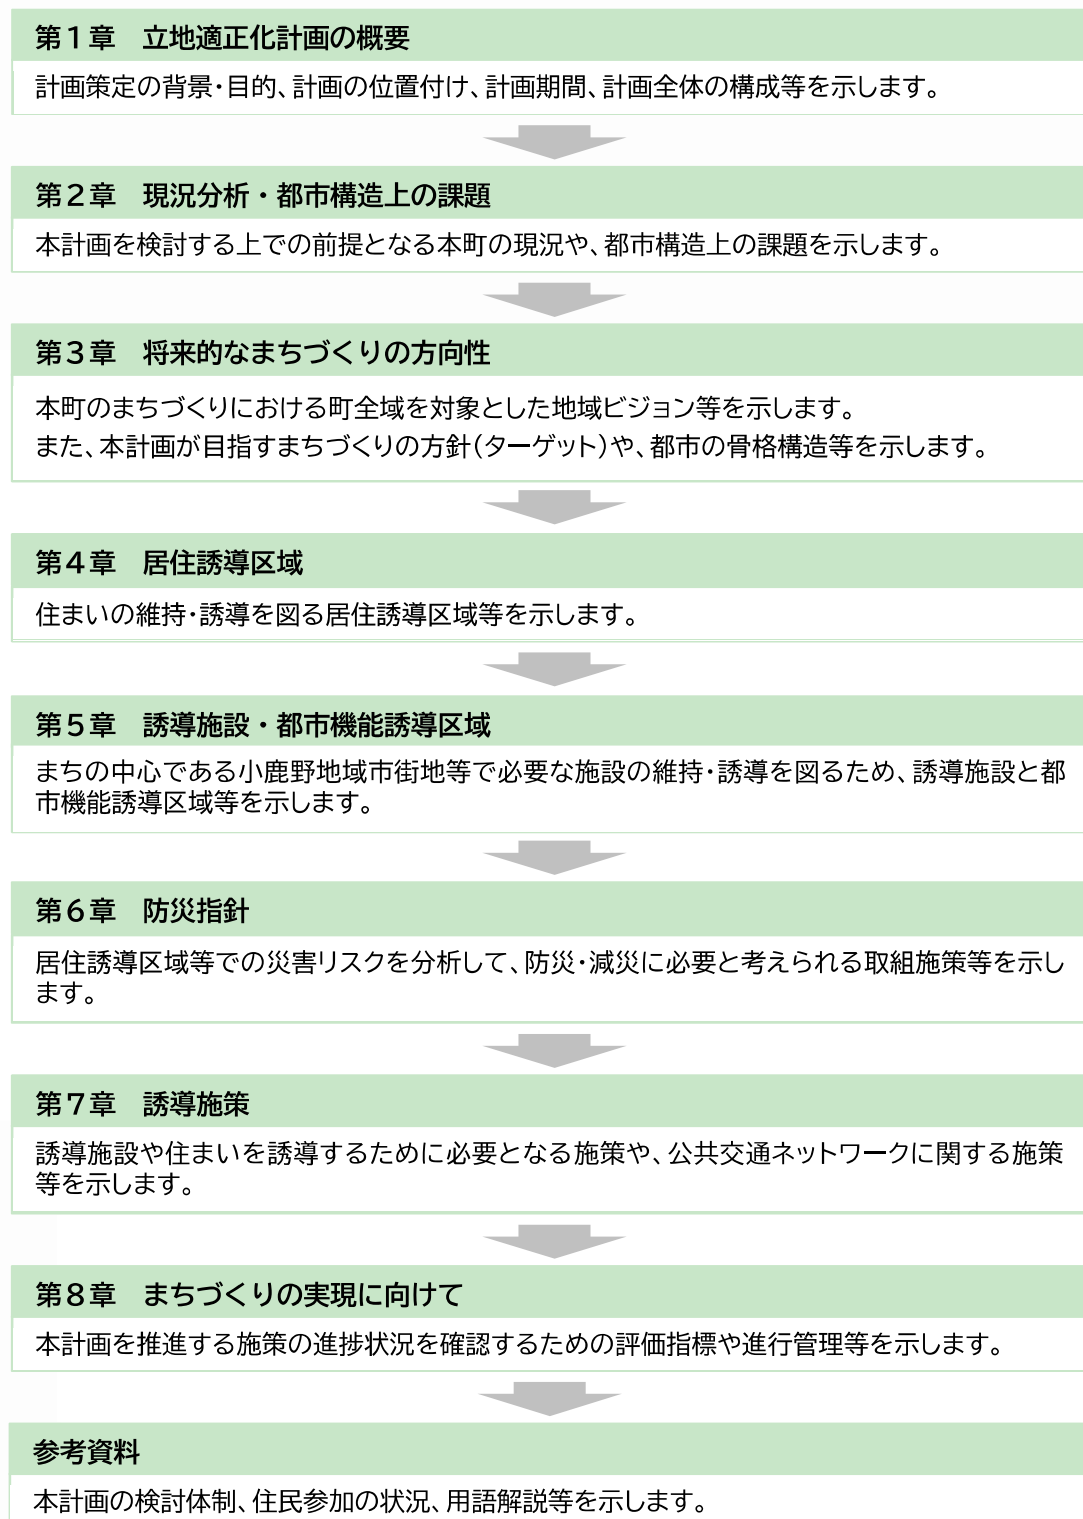 第１章　立地適正化計画の概要
計画策定の背景・目的、計画の位置付け、計画期間、計画全体の構成等を示します。
第２章　現況分析・都市構造上の課題
本計画を検討する上での前提となる本町の現況や、都市構造上の課題を示します。
第３章　将来的なまちづくりの方向性
本町のまちづくりにおける町全域を対象とした地域ビジョン等を示します。
また、本計画が目指すまちづくりの方針（ターゲット）や、都市の骨格構造等を示します。
第４章　居住誘導区域
住まいの維持・誘導を図る居住誘導区域等を示します。
第５章　誘導施設・都市機能誘導区域
まちの中心である小鹿野地域市街地等で必要な施設の維持・誘導を図るため、誘導施設と都
市機能誘導区域等を示します。
第６章　防災指針
居住誘導区域等での災害リスクを分析して、防災・減災に必要と考えられる取組施策等を示し
ます。
第７章　誘導施策
誘導施設や住まいを誘導するために必要となる施策や、公共交通ネットワークに関する施策
等を示します。
第８章　まちづくりの実現に向けて
本計画を推進する施策の進捗状況を確認するための評価指標や進行管理等を示します。
参考資料
本計画の検討体制、住民参加の状況、用語解説等を示します。